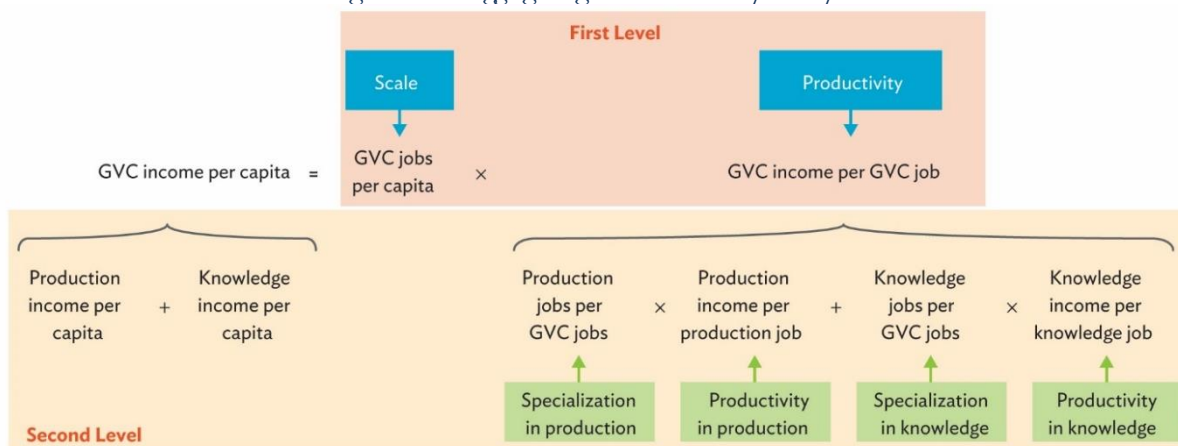 First Level
Scale
Productivity
GVC income per capita =
GVC jobs
per capita
×
GVC income per GVC job
Production
income per
capita
+
Knowledge
income per
capita
Production
jobs per
GVC jobs
×
Production
income per
production job
+
Knowledge
jobs per
GVC jobs
×
Knowledge
income per
knowledge job
Specialization
in production
Productivity
in production
Specialization
in knowledge
Productivity
in knowledge
Second Level